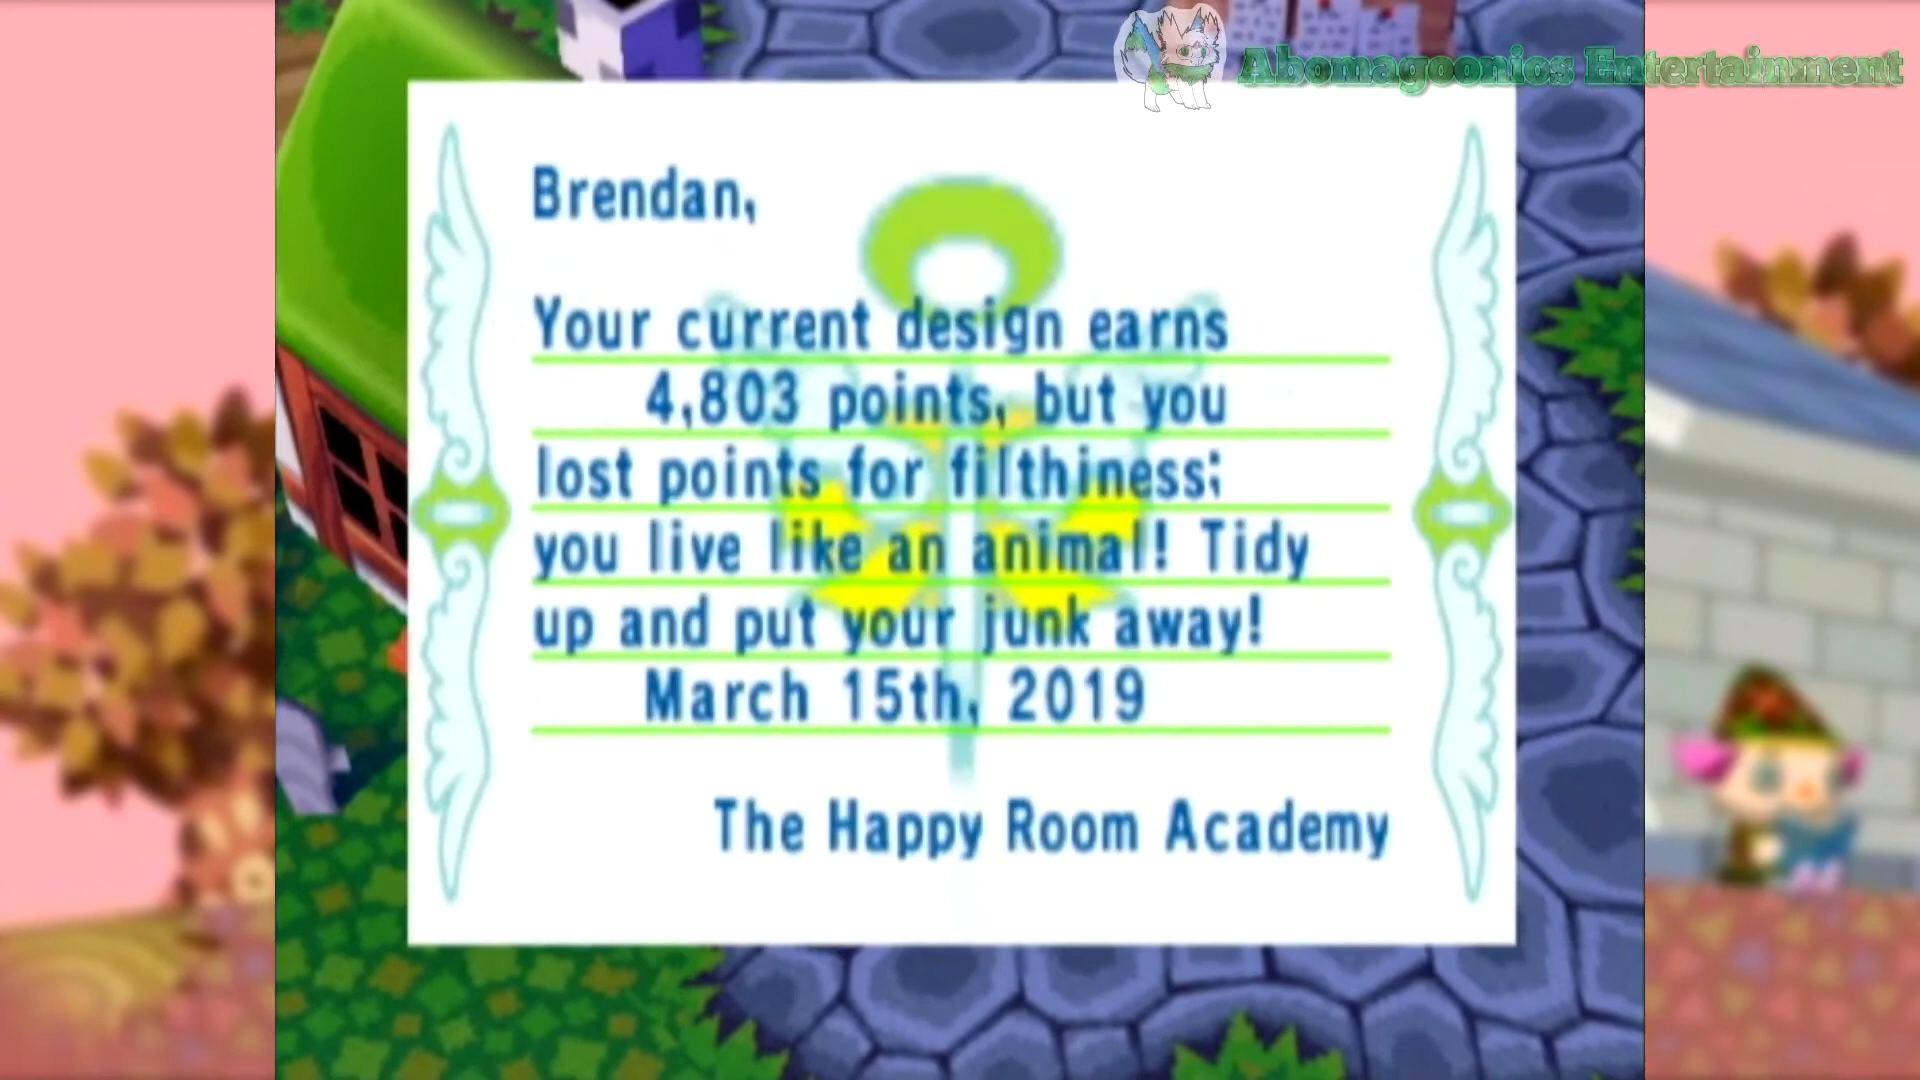 Abomagoonios Entertainment
Brendan,
Your current design earns
4,803 points, but you
lost points for filthiness;
you live like an animal! Tidy
up and put your junk away!
March 15th, 2019
The Happy Room Academy